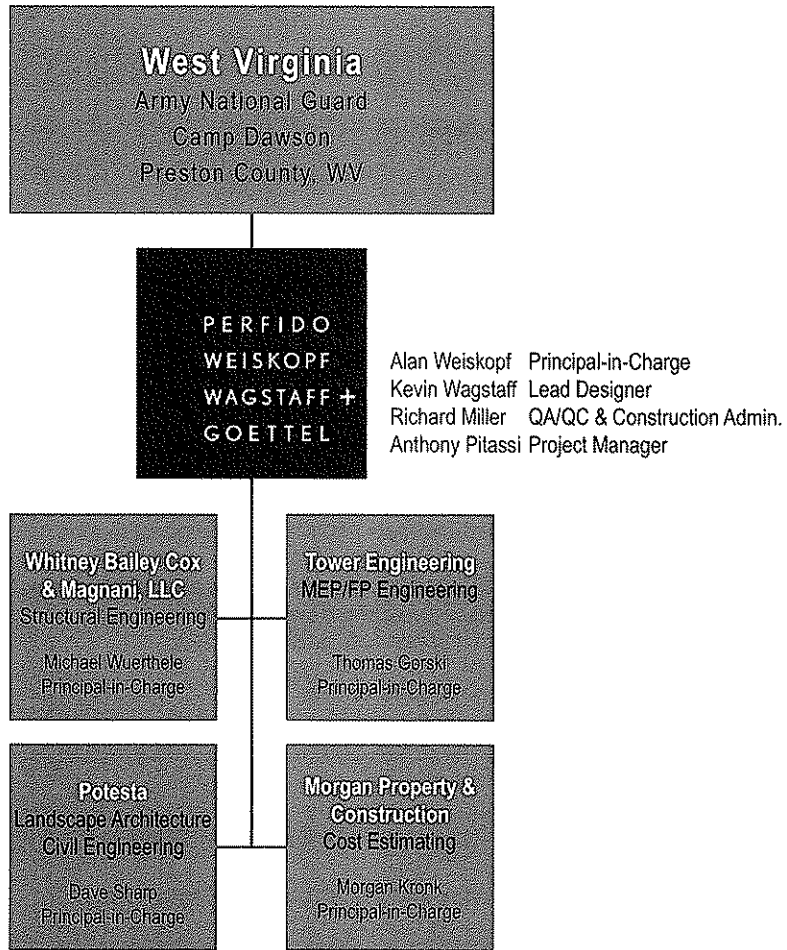 West Virginia
Army National Guard
Camp Dawson
Preston County, WV
PERFIDO
WEISKOPF
WAGSTAFF +
GOETTEL
Alan Weiskopf Principal-in-Charge
Kevin Wagstaff Lead Designer
Richard Miller QA/QC & Construction Admin.
Anthony Pitassi Project Manager
Whitney Bailey Cox
& Magnani, LLC
Structural Engineering
Michael Wuerthele
Principal-in-Charge
Tower Engineering
MEP/FP Engineering
Thomas Gorski
Principal-in-Charge
Potesta
Landscape Architecture
Civil Engineering
Dave Sharp
Principal-in-Charge
Morgan Property &
Construction
Cost Estimating
Morgan Kronk
Principal-in-Charge